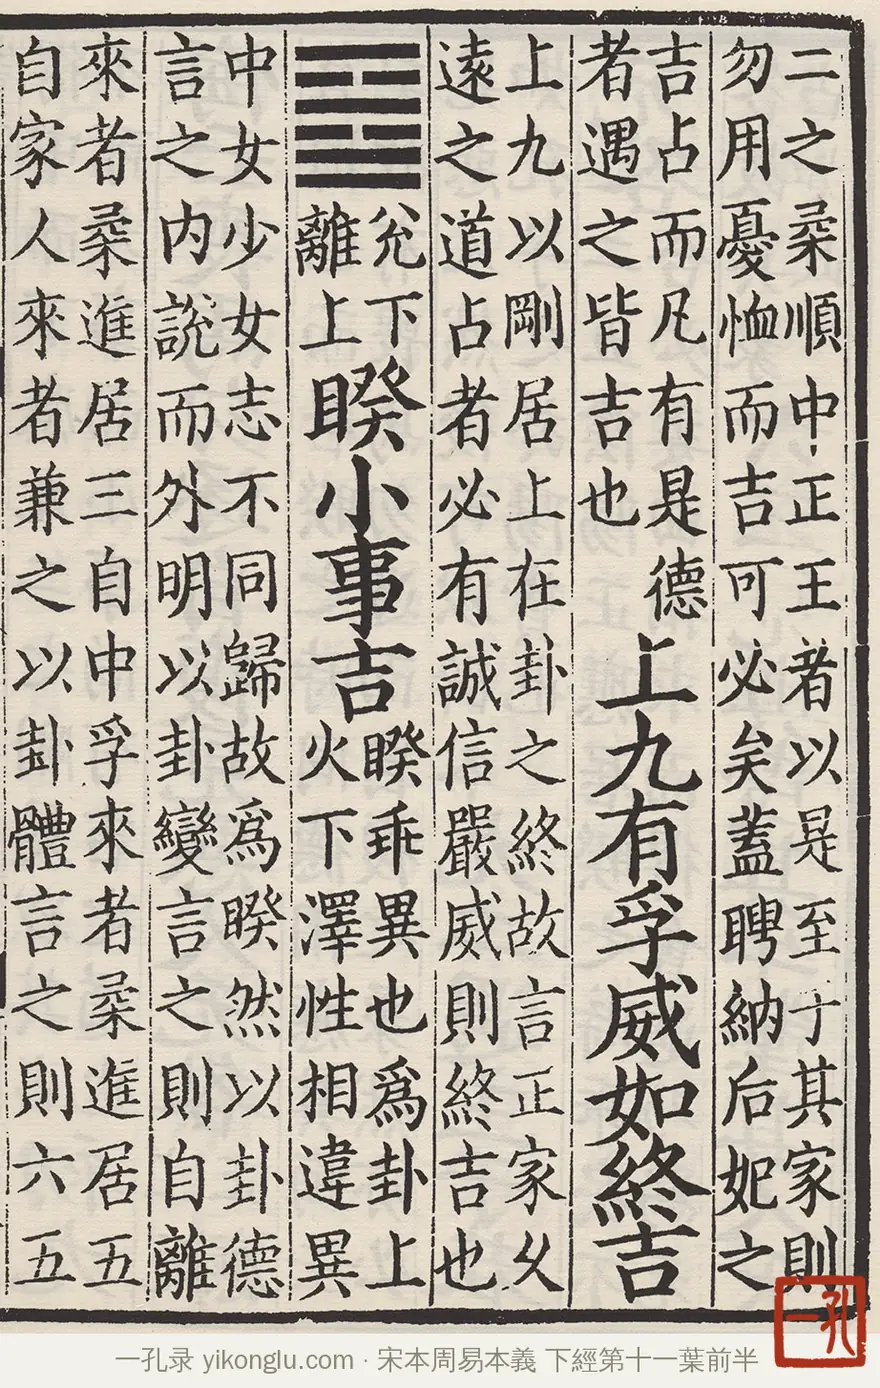 二之柔順中正王者以是至于其家則
勿用憂恤而吉可必矣蓋聘納后妃之
吉占而凡有是德
者遇之皆吉也
上九有孚威如終吉
上九以剛居上在卦之終故言正家乆
遠之道占者必有誠信嚴威則終吉也
兊下
離上
睽小事吉
睽乖異也爲卦上
火下澤性相違異
中女少女志不同歸故爲睽然以卦德
言之内說而外明以卦變言之則自離
來者柔進居三自中孚來者柔進居五
自家人來者兼之以卦體言之則六五
一孔
一孔录 yikonglu.com · 宋本周易本義 下經第十一葉前半